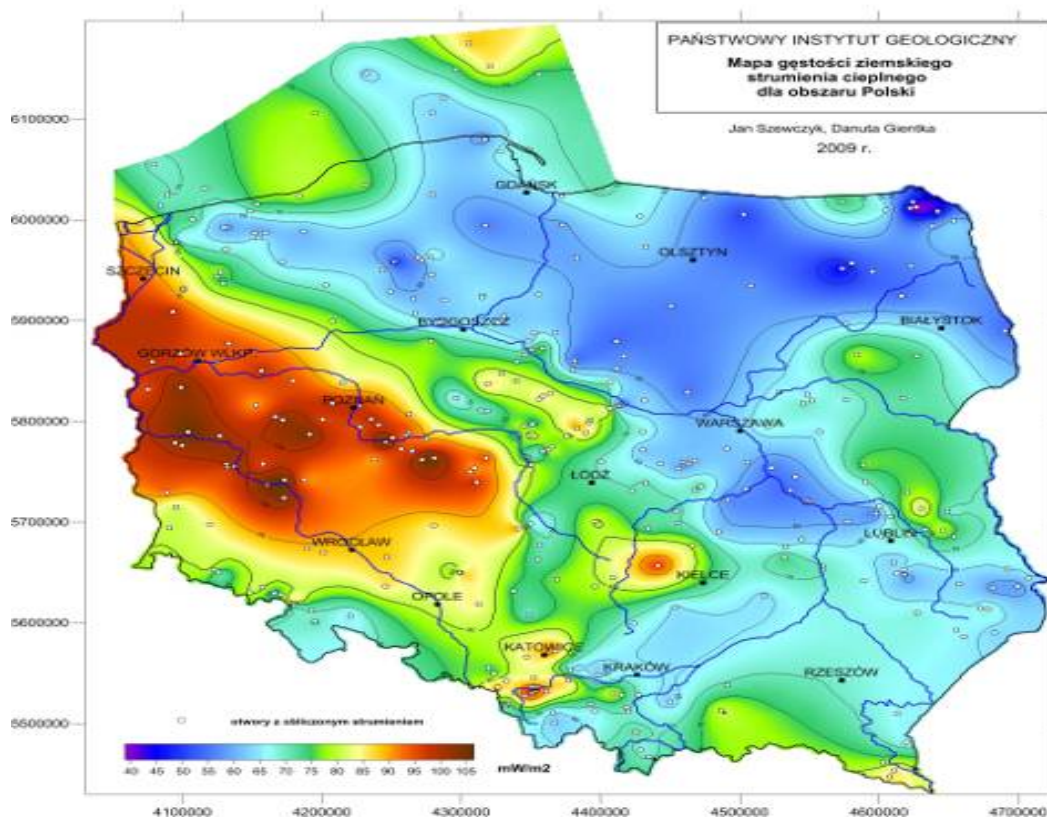 PAŃSTWOWY INSTYTUT GEOLOGICZNY
Mapa gęstości ziemskiego
strumienia cieplnego
dla obszaru Polski
Jan Szewczyk, Danuta Gientka
2009 r.
6100000
GDAŃSK
6000000
OLSZTYN
SZCZECIN
5900000
BYDGOSZCZ
BIAŁYSTOK
GORZÓW WLKP
POZNAŃ
5800000
WARSZAWA
ŁÓDŹ
5700000
WROCŁAW
LUBLIN
KIELCE
OPOLE
5600000
KATOWICE
KRAKÓW
RZESZÓW
5500000
otwory z obliczonym strumieniem
mW/m2
40 45 50 55 60 65 70 75 80 85 90 95 100 105
4100000 4200000 4300000 4400000 4500000 4600000 4700000